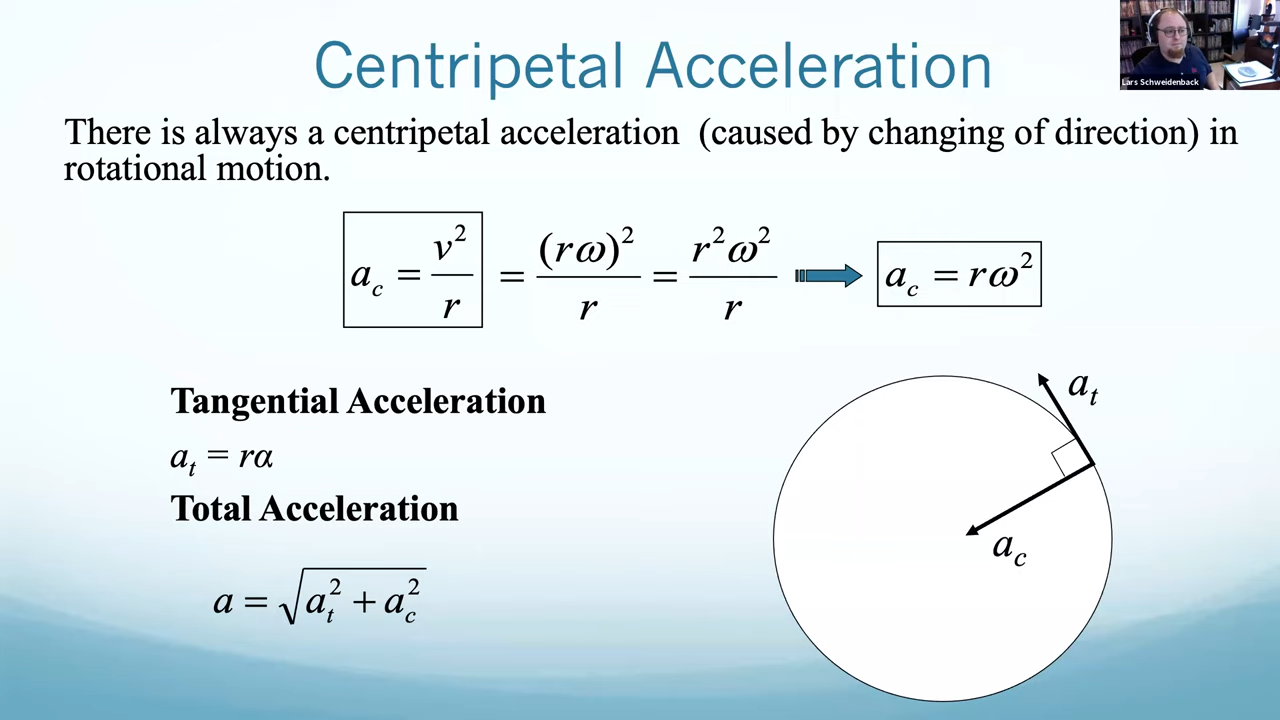 Centripetal Acceleration
Lars Schweidenback
There is always a centripetal acceleration (caused by changing of direction) in
rotational motion.
a_c = v²/r = (rω)²/r = r²ω²/r
a_c = rω²
Tangential Acceleration
a_t = rα
Total Acceleration
a = √(a_t² + a_c²)
a_t
a_c